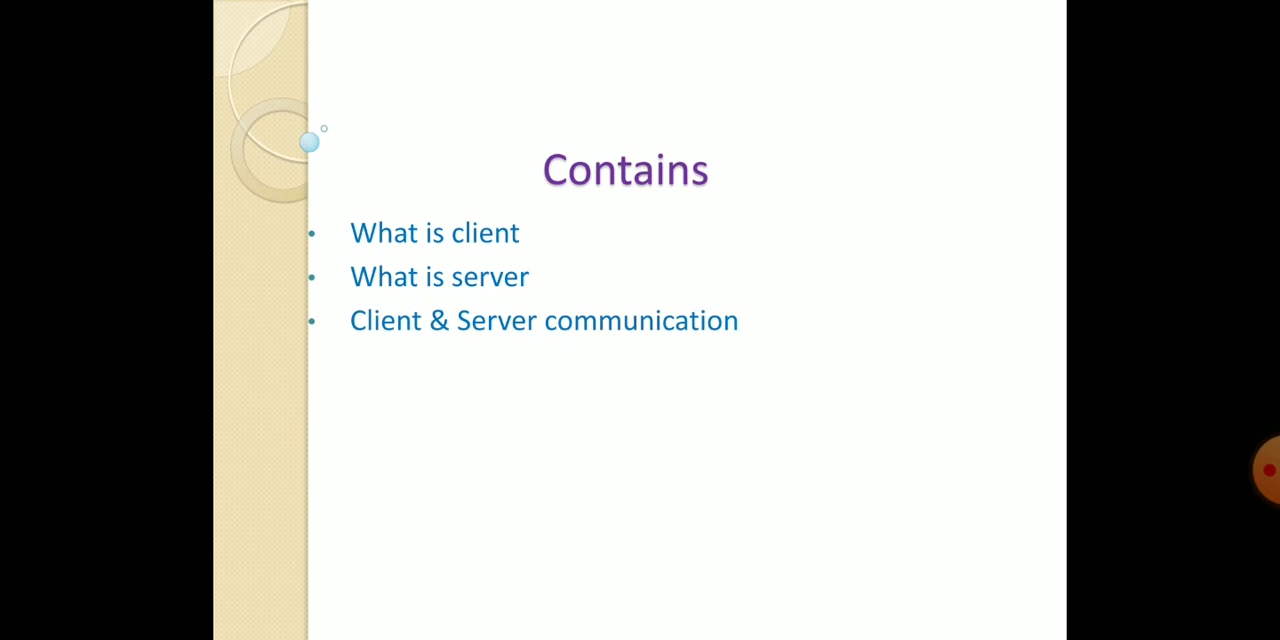 Contains
• What is client
• What is server
• Client & Server communication